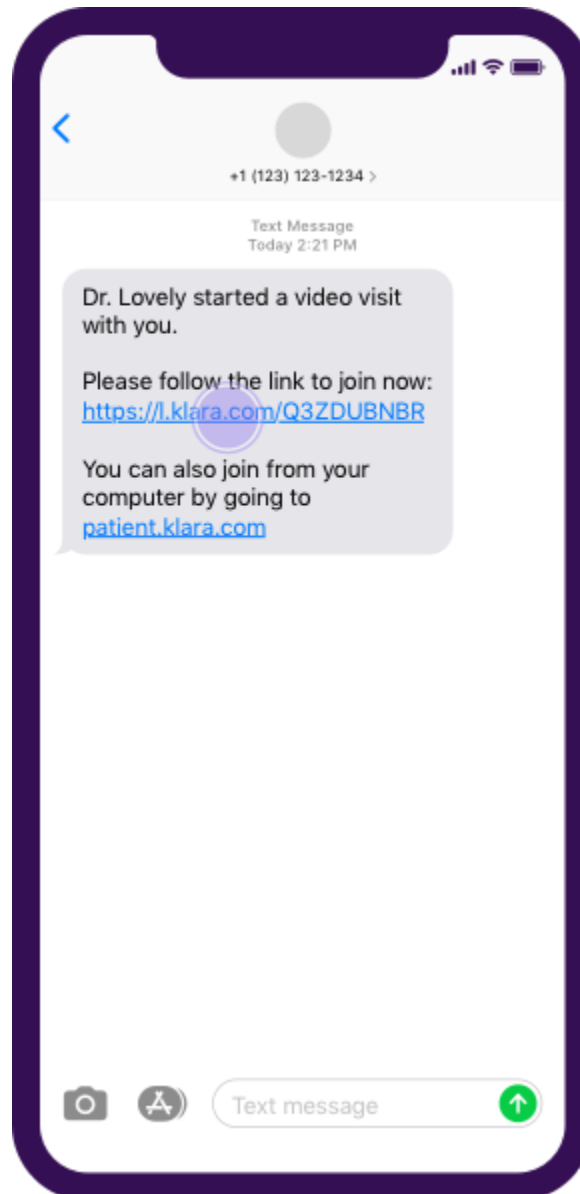 +1 (123) 123-1234 >
Text Message
Today 2:21 PM
Dr. Lovely started a video visit
with you.
Please follow the link to join now:
https://l.klara.com/Q3ZDUBNBR
You can also join from your
computer by going to
patient.klara.com
Text message